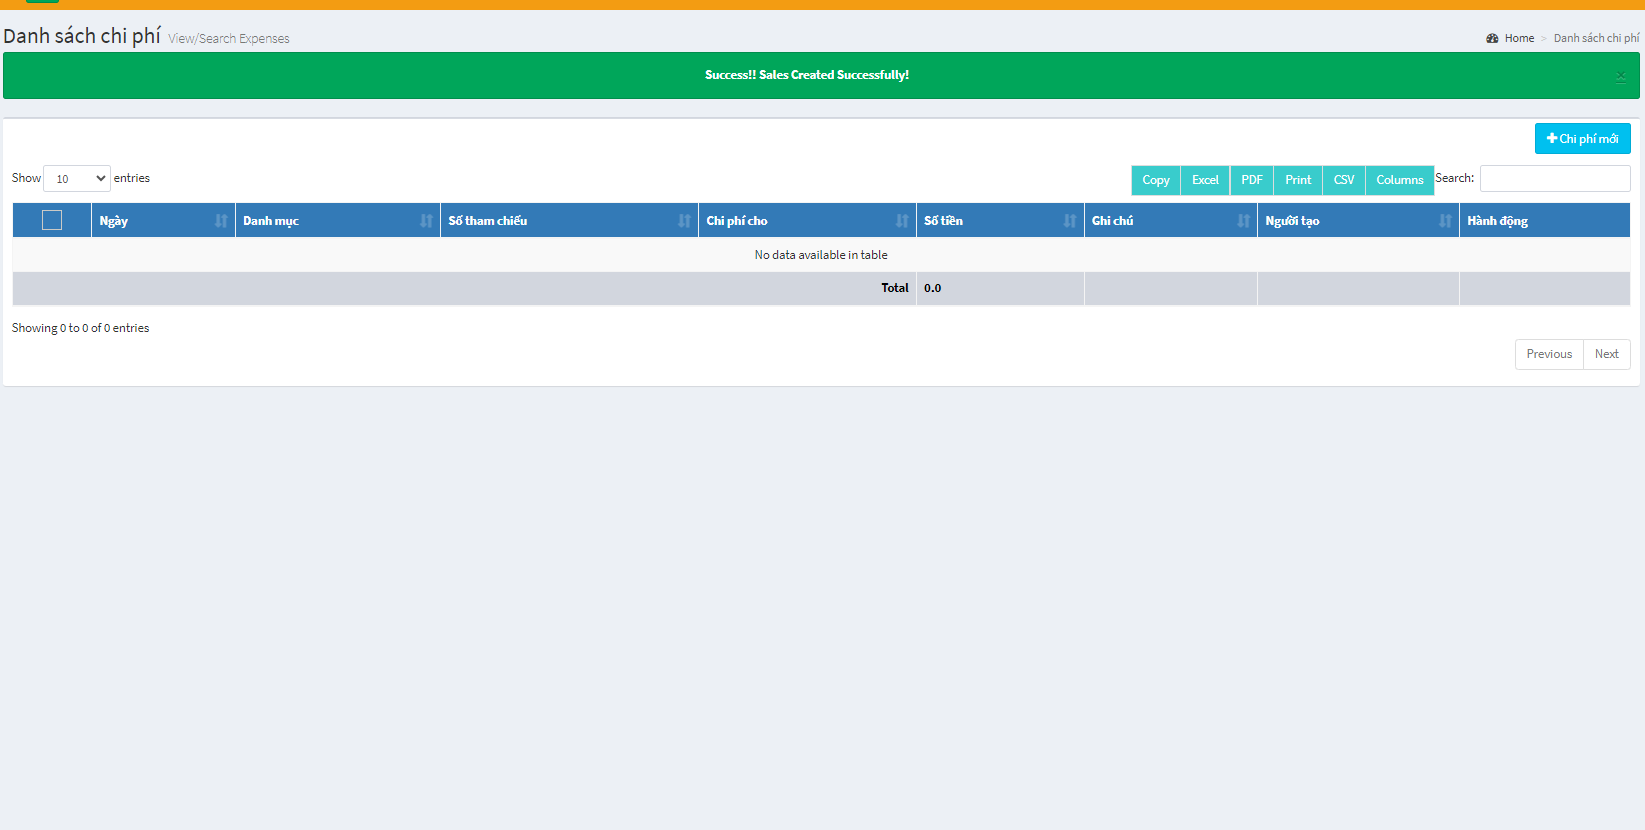 Danh sách chi phí View/Search Expenses
Home > Danh sách chi phí
Success!! Sales Created Successfully!
×
Chi phí mới
Show 10 entries
Copy Excel PDF Print CSV Columns Search:
Ngày Danh mục Số tham chiếu Chi phí cho Số tiền Ghi chú Người tạo Hành động
No data available in table
Total 0.0
Showing 0 to 0 of 0 entries
Previous Next